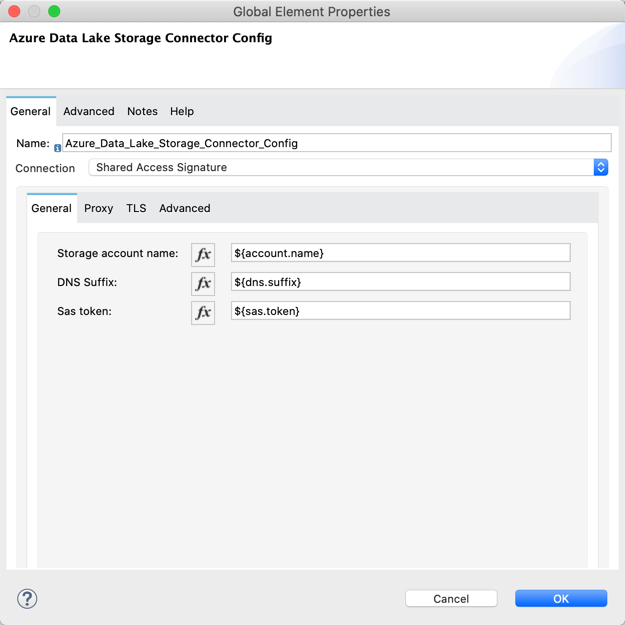 Global Element Properties
Azure Data Lake Storage Connector Config
General Advanced Notes Help
Name: Azure_Data_Lake_Storage_Connector_Config
Connection Shared Access Signature
General Proxy TLS Advanced
Storage account name: fx ${account.name}
DNS Suffix: fx ${dns.suffix}
Sas token: fx ${sas.token}
? Cancel OK